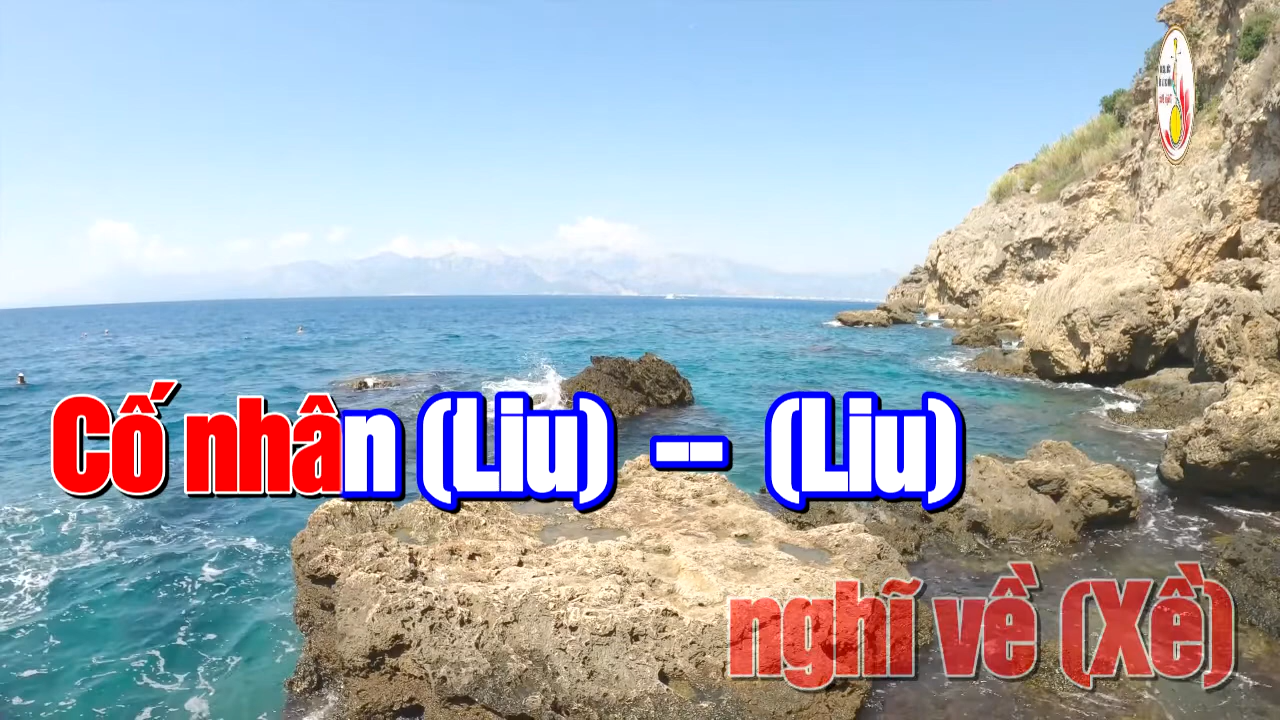 Cố nhân (Liu) -- (Liu)
nghĩ về (Xề)